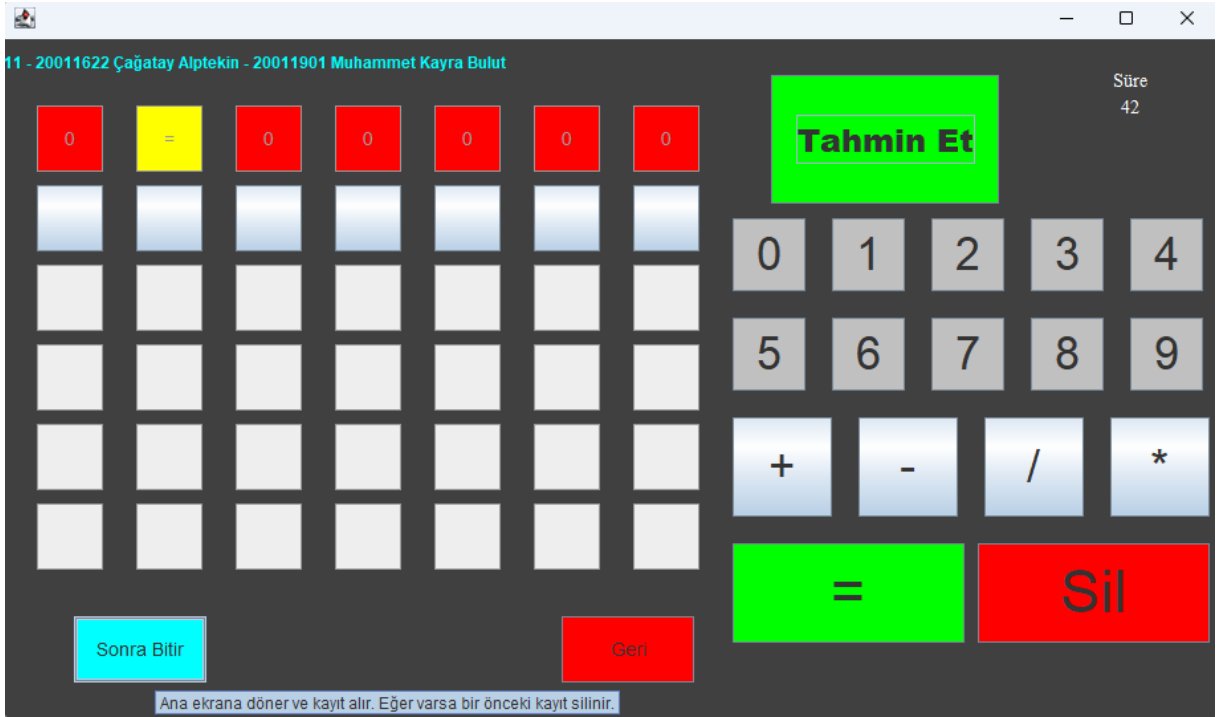 11 - 20011622 Çağatay Alptekin - 20011901 Muhammet Kayra Bulut
Süre
42
0 = 0 0 0 0 0
Tahmin Et
0 1 2 3 4
5 6 7 8 9
+ - / *
= Sil
Sonra Bitir
Geri
Ana ekrana döner ve kayıt alır. Eğer varsa bir önceki kayıt silinir.